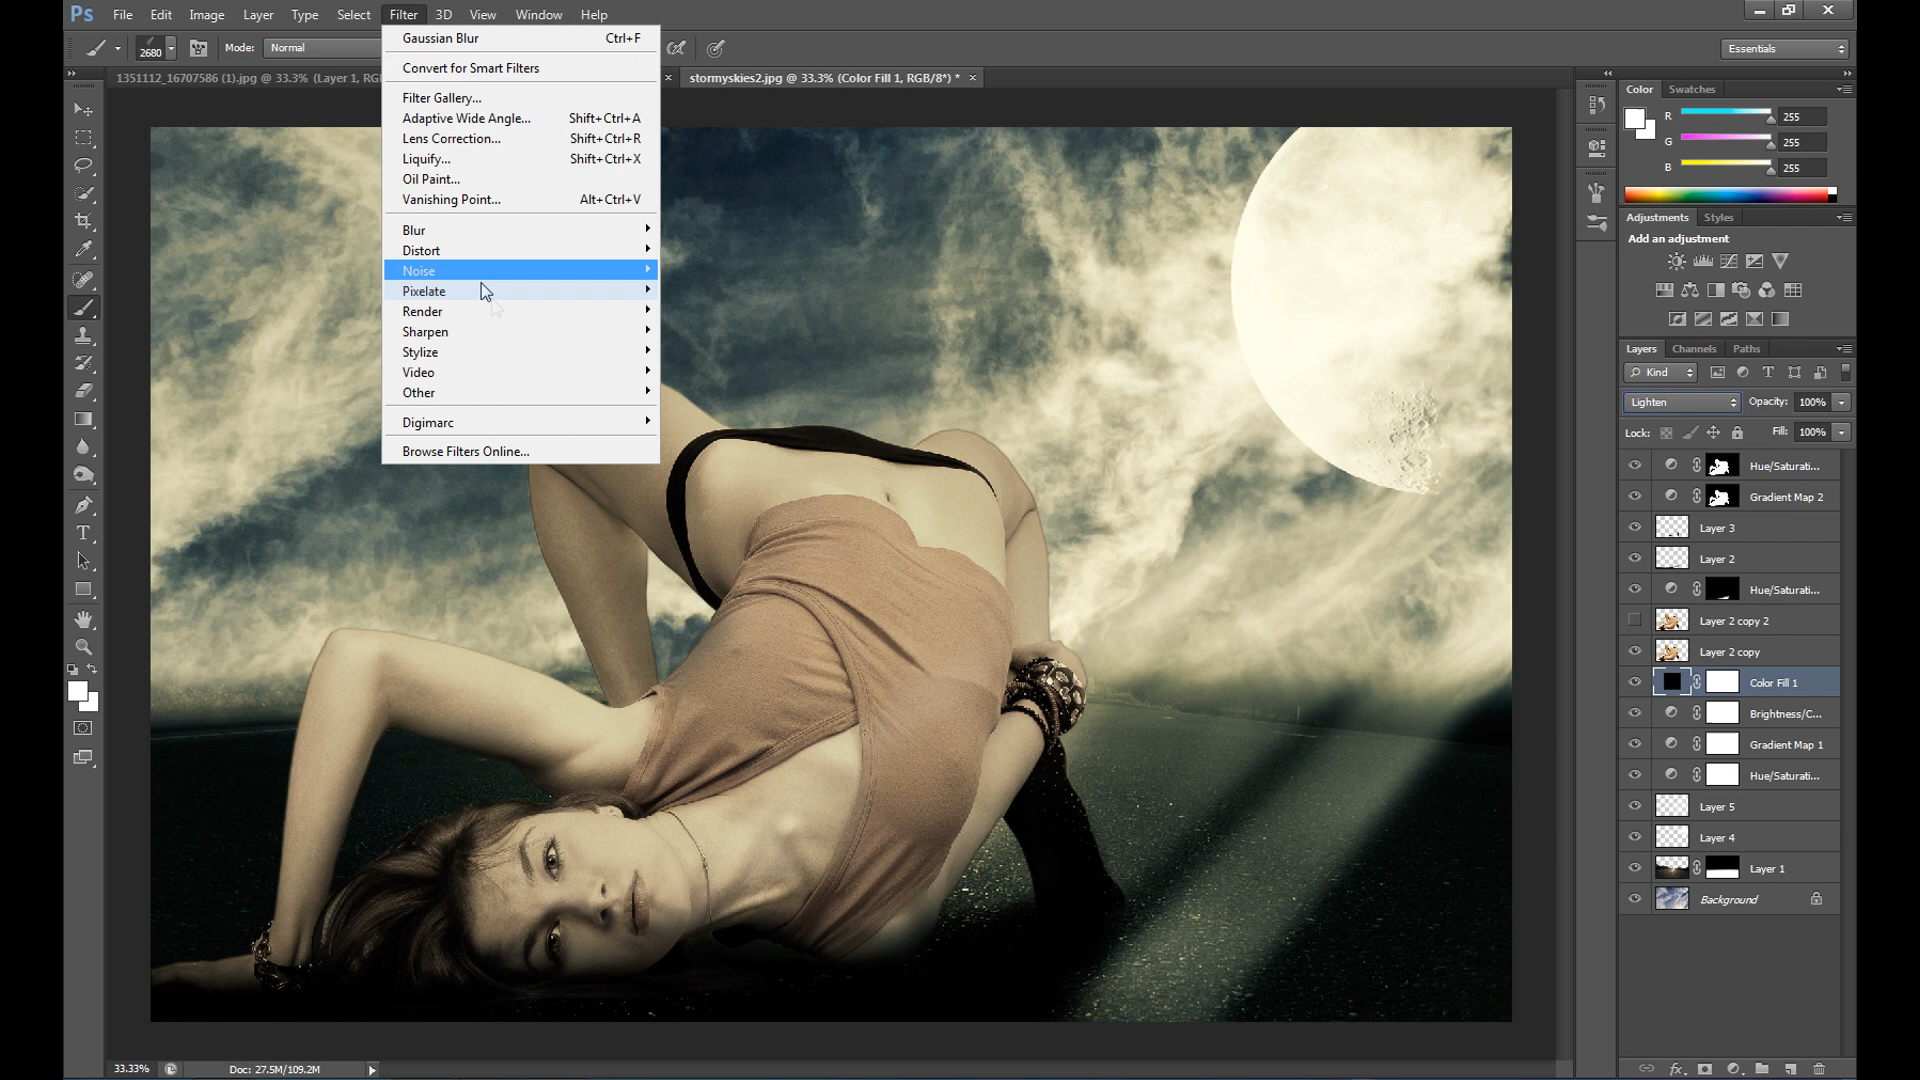 Ps File Edit Image Layer Type Select Filter 3D View Window Help
2680 Mode: Normal Essentials
1351112_16707586 (1).jpg @ 33.3% (Layer 1, RG
stormyskies2.jpg @ 33.3% (Color Fill 1, RGB/8*) *
Gaussian Blur Ctrl+F
Convert for Smart Filters
Filter Gallery...
Adaptive Wide Angle... Shift+Ctrl+A
Lens Correction... Shift+Ctrl+R
Liquify... Shift+Ctrl+X
Oil Paint...
Vanishing Point... Alt+Ctrl+V
Blur
Distort
Noise
Pixelate
Render
Sharpen
Stylize
Video
Other
Digimarc
Browse Filters Online...
Color Swatches
R 255
G 255
B 255
Adjustments Styles
Add an adjustment
Layers Channels Paths
Kind
Lighten Opacity: 100%
Lock: Fill: 100%
Hue/Saturati...
Gradient Map 2
Layer 3
Layer 2
Hue/Saturati...
Layer 2 copy 2
Layer 2 copy
Color Fill 1
Brightness/C...
Gradient Map 1
Hue/Saturati...
Layer 5
Layer 4
Layer 1
Background
33.33% Doc: 27.5M/109.2M